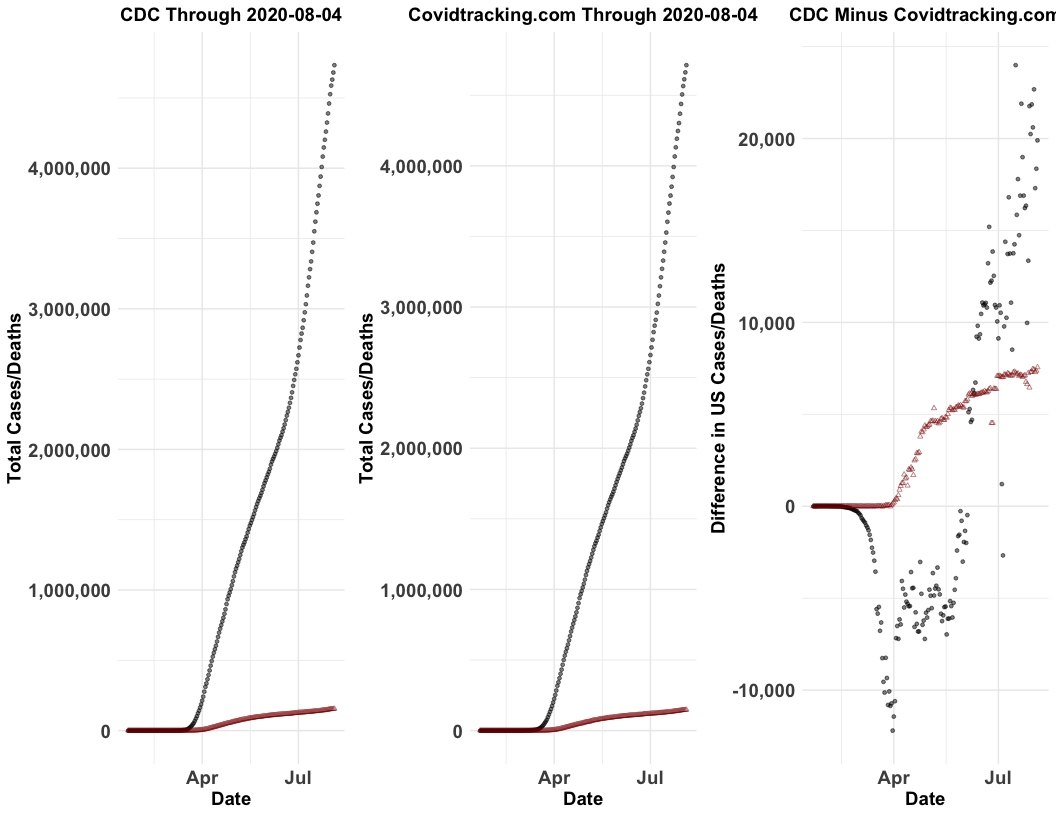 CDC Through 2020-08-04
Total Cases/Deaths
4,000,000
3,000,000
2,000,000
1,000,000
0
Apr
Jul
Date
Covidtracking.com Through 2020-08-04
Total Cases/Deaths
4,000,000
3,000,000
2,000,000
1,000,000
0
Apr
Jul
Date
CDC Minus Covidtracking.com
Difference in US Cases/Deaths
20,000
10,000
0
-10,000
Apr
Jul
Date